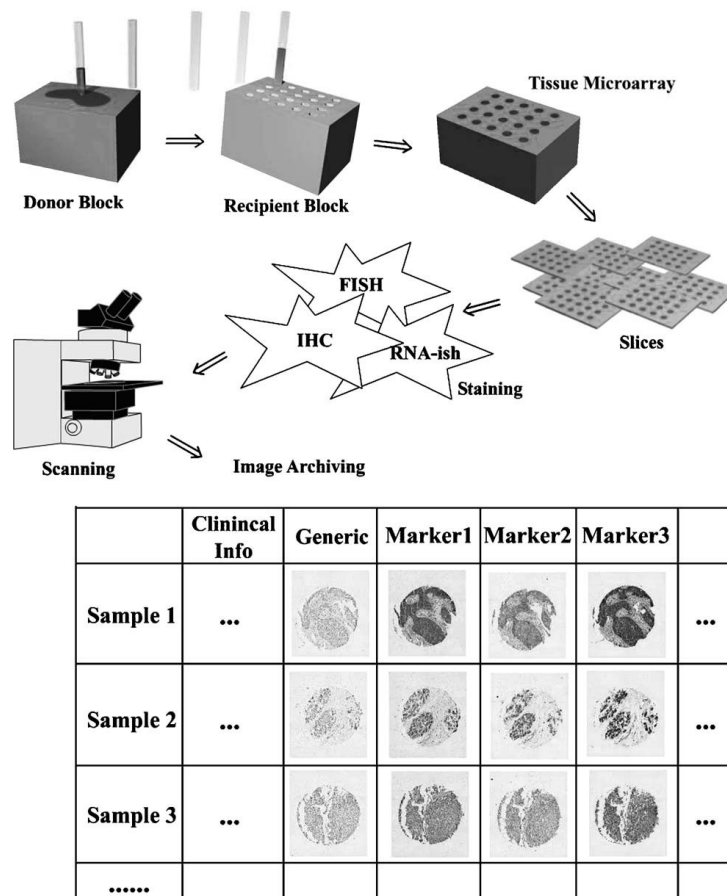 Tissue Microarray
Donor Block
Recipient Block
FISH
IHC
RNA-ish
Staining
Slices
Scanning
Image Archiving
Clinincal Info Generic Marker1 Marker2 Marker3
Sample 1 ... ...
Sample 2 ... ...
Sample 3 ... ...
......